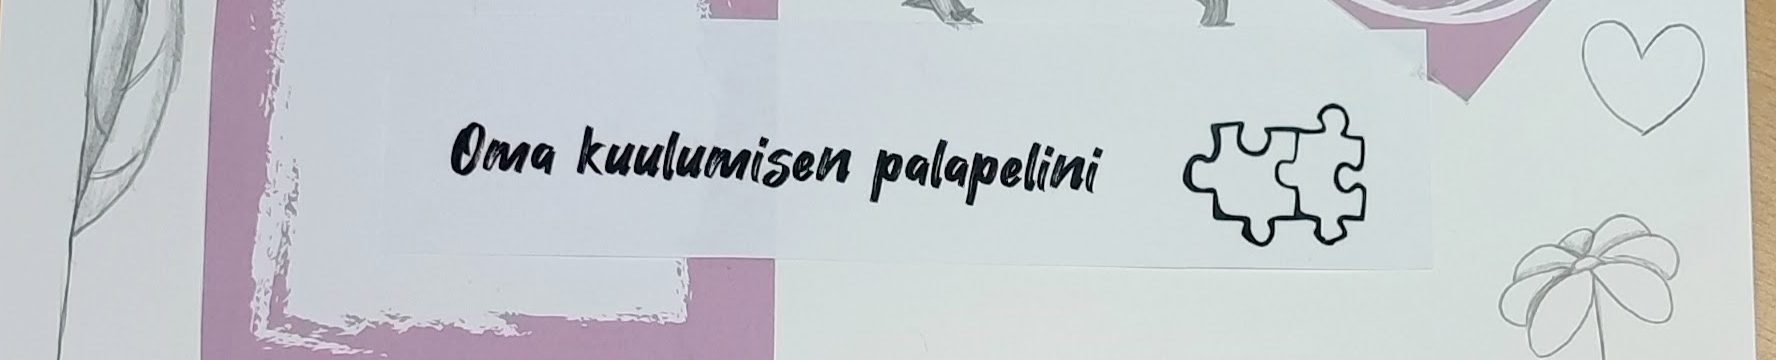 Oma kuulumisen palapelini